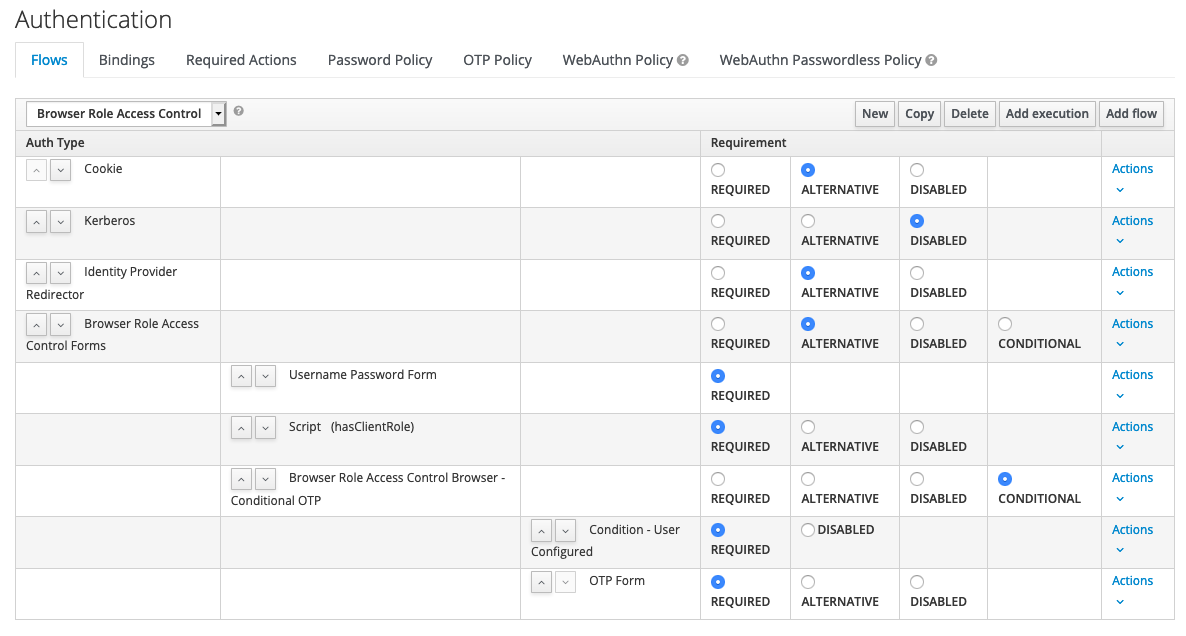 Authentication
Flows Bindings Required Actions Password Policy OTP Policy WebAuthn Policy WebAuthn Passwordless Policy
Browser Role Access Control New Copy Delete Add execution Add flow
Auth Type Requirement
Cookie Actions
REQUIRED ALTERNATIVE DISABLED
Kerberos Actions
REQUIRED ALTERNATIVE DISABLED
Identity Provider Actions
Redirector REQUIRED ALTERNATIVE DISABLED
Browser Role Access Actions
Control Forms REQUIRED ALTERNATIVE DISABLED CONDITIONAL
Username Password Form Actions
REQUIRED
Script (hasClientRole) Actions
REQUIRED ALTERNATIVE DISABLED
Browser Role Access Control Browser - Actions
Conditional OTP REQUIRED ALTERNATIVE DISABLED CONDITIONAL
Condition - User DISABLED Actions
Configured REQUIRED
OTP Form Actions
REQUIRED ALTERNATIVE DISABLED